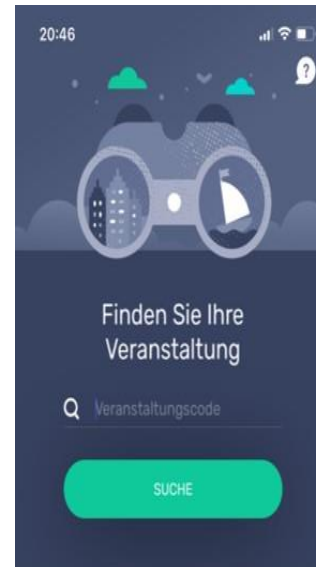 20:46
?
Finden Sie Ihre
Veranstaltung
Veranstaltungscode
SUCHE